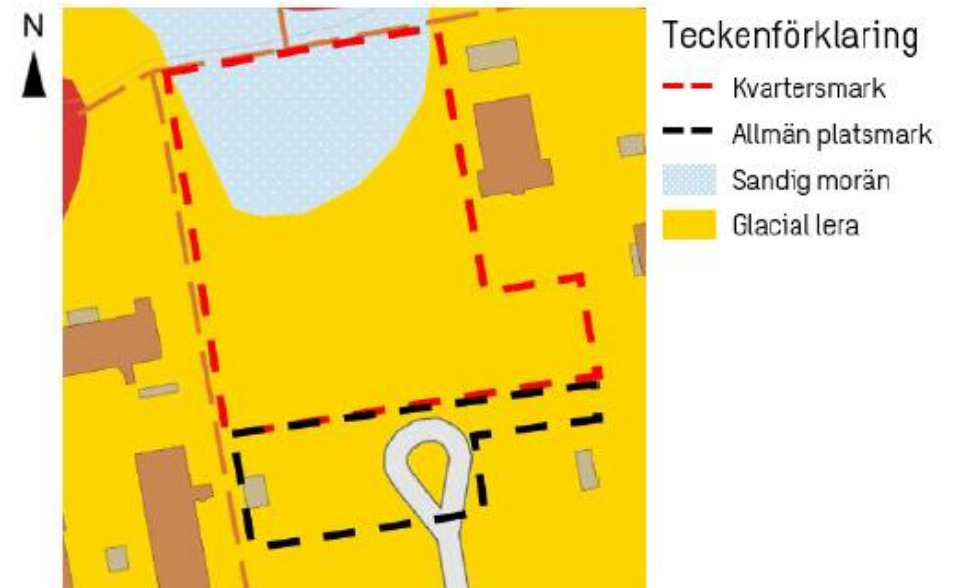 N
Teckenförklaring
Kvartersmark
Allmän platsmark
Sandig morän
Glacial lera